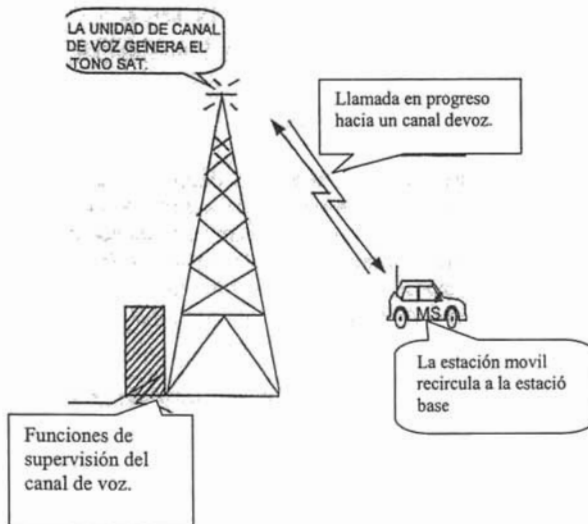 LA UNIDAD DE CANAL
DE VOZ GENERA EL
TONO SAT.
Llamada en progreso
hacia un canal devoz.
MS
La estación movil
recircula a la estació
base
Funciones de
supervisión del
canal de voz.